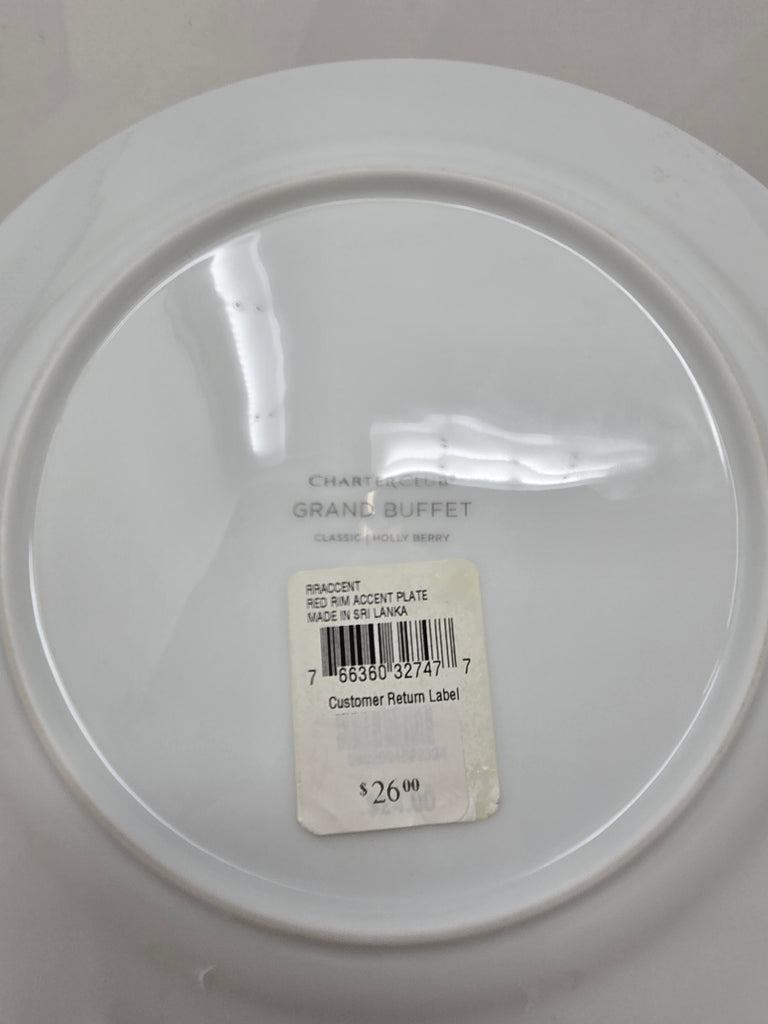 CHARTER CLUB
GRAND BUFFET
CLASSIC | HOLLY BERRY
RRACCENT
RED RIM ACCENT PLATE
MADE IN SRI LANKA
7 66360 32747 7
Customer Return Label
$26.00